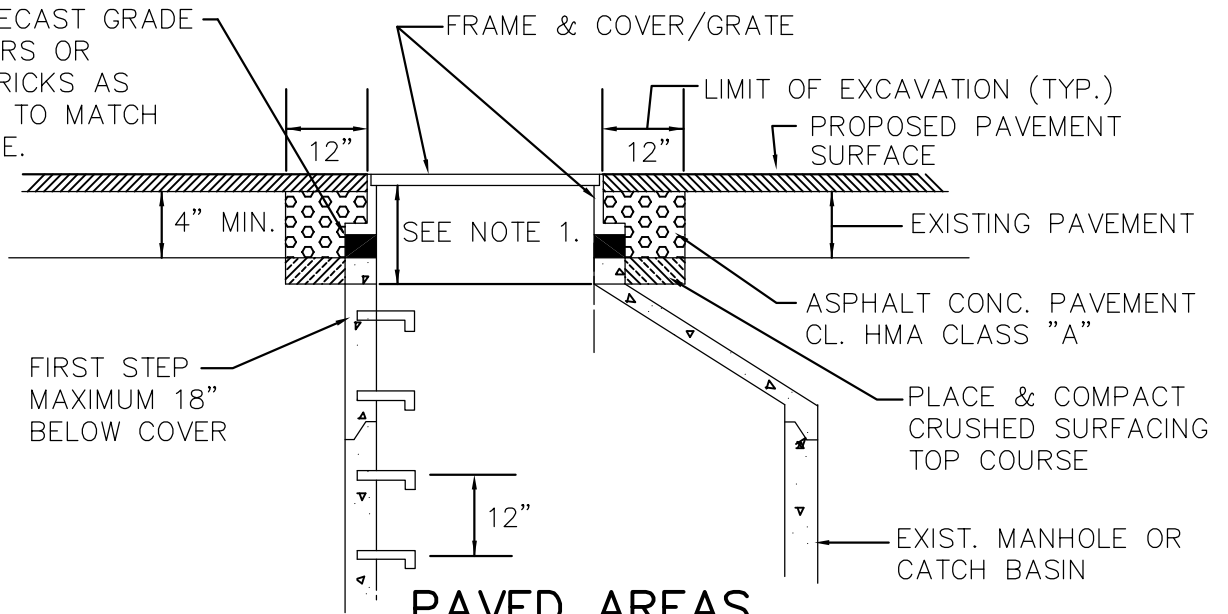 ECAST GRADE
RS OR
RICKS AS
TO MATCH
E.
FRAME & COVER/GRATE
LIMIT OF EXCAVATION (TYP.)
PROPOSED PAVEMENT
SURFACE
12"
12"
4" MIN.
SEE NOTE 1.
EXISTING PAVEMENT
ASPHALT CONC. PAVEMENT
CL. HMA CLASS "A"
FIRST STEP
MAXIMUM 18"
BELOW COVER
PLACE & COMPACT
CRUSHED SURFACING
TOP COURSE
12"
EXIST. MANHOLE OR
CATCH BASIN
PAVED AREAS